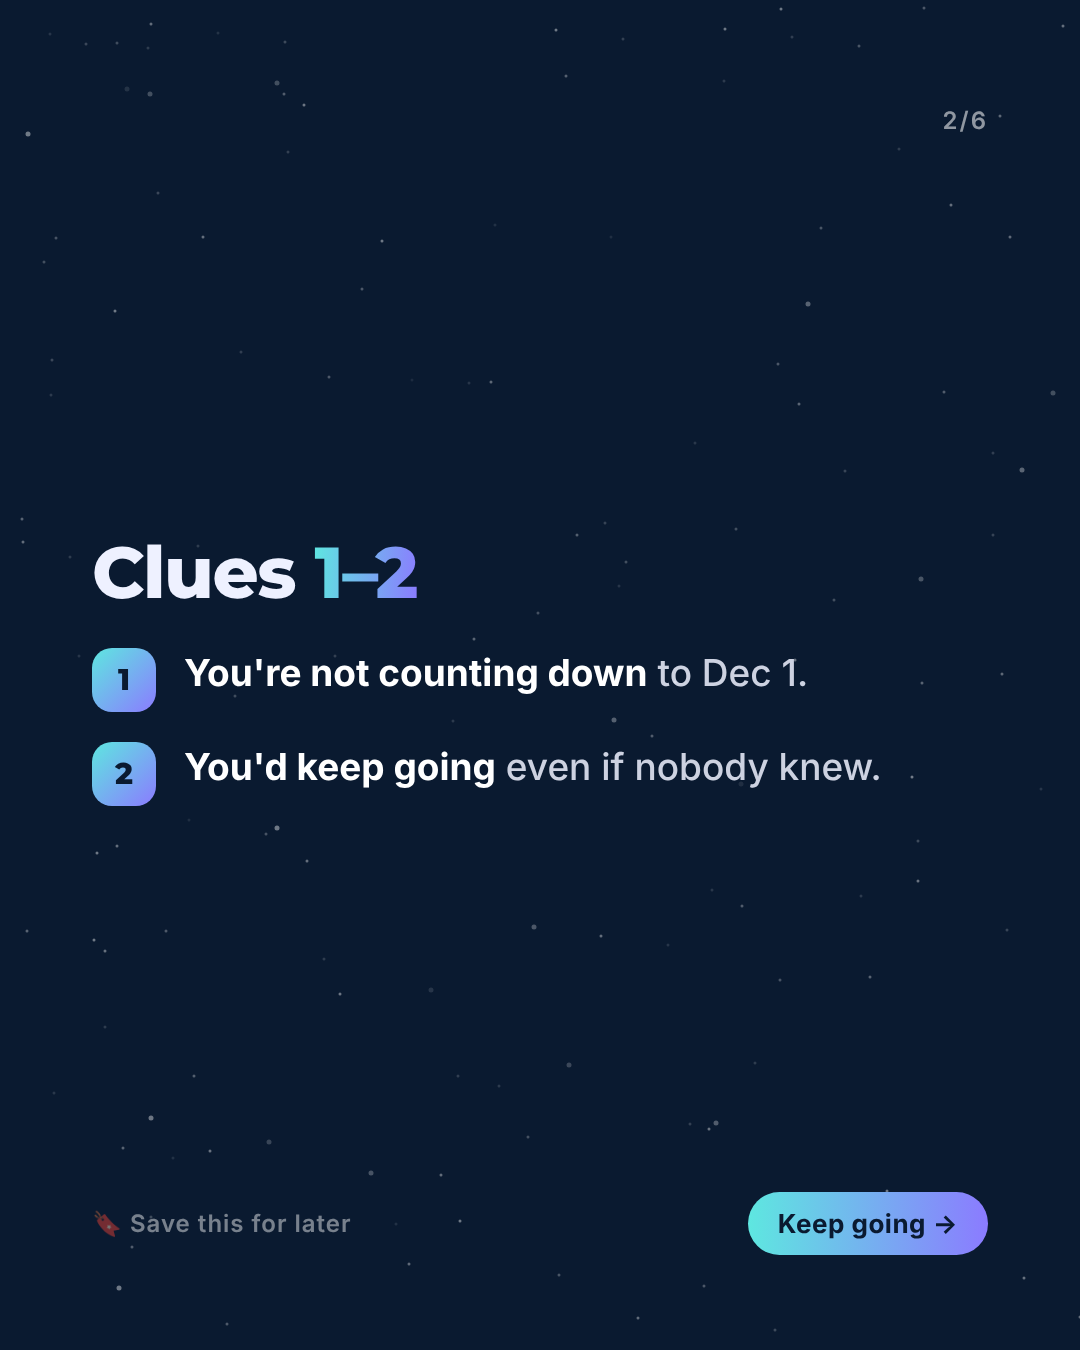 2/6
Clues 1–2
1 You're not counting down to Dec 1.
2 You'd keep going even if nobody knew.
🔖 Save this for later
Keep going →